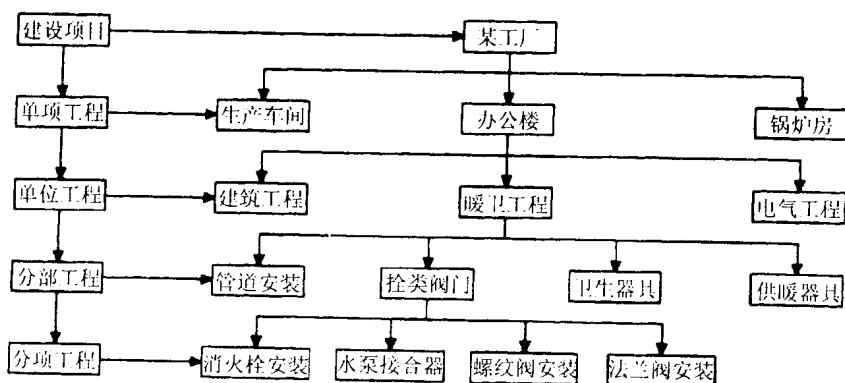 建设项目 某工厂
单项工程 生产车间 办公楼 锅炉房
单位工程 建筑工程 暖卫工程 电气工程
分部工程 管道安装 拴类阀门 卫生器具 供暖器具
分项工程 消火栓安装 水泵接合器 螺纹阀安装 法兰阀安装